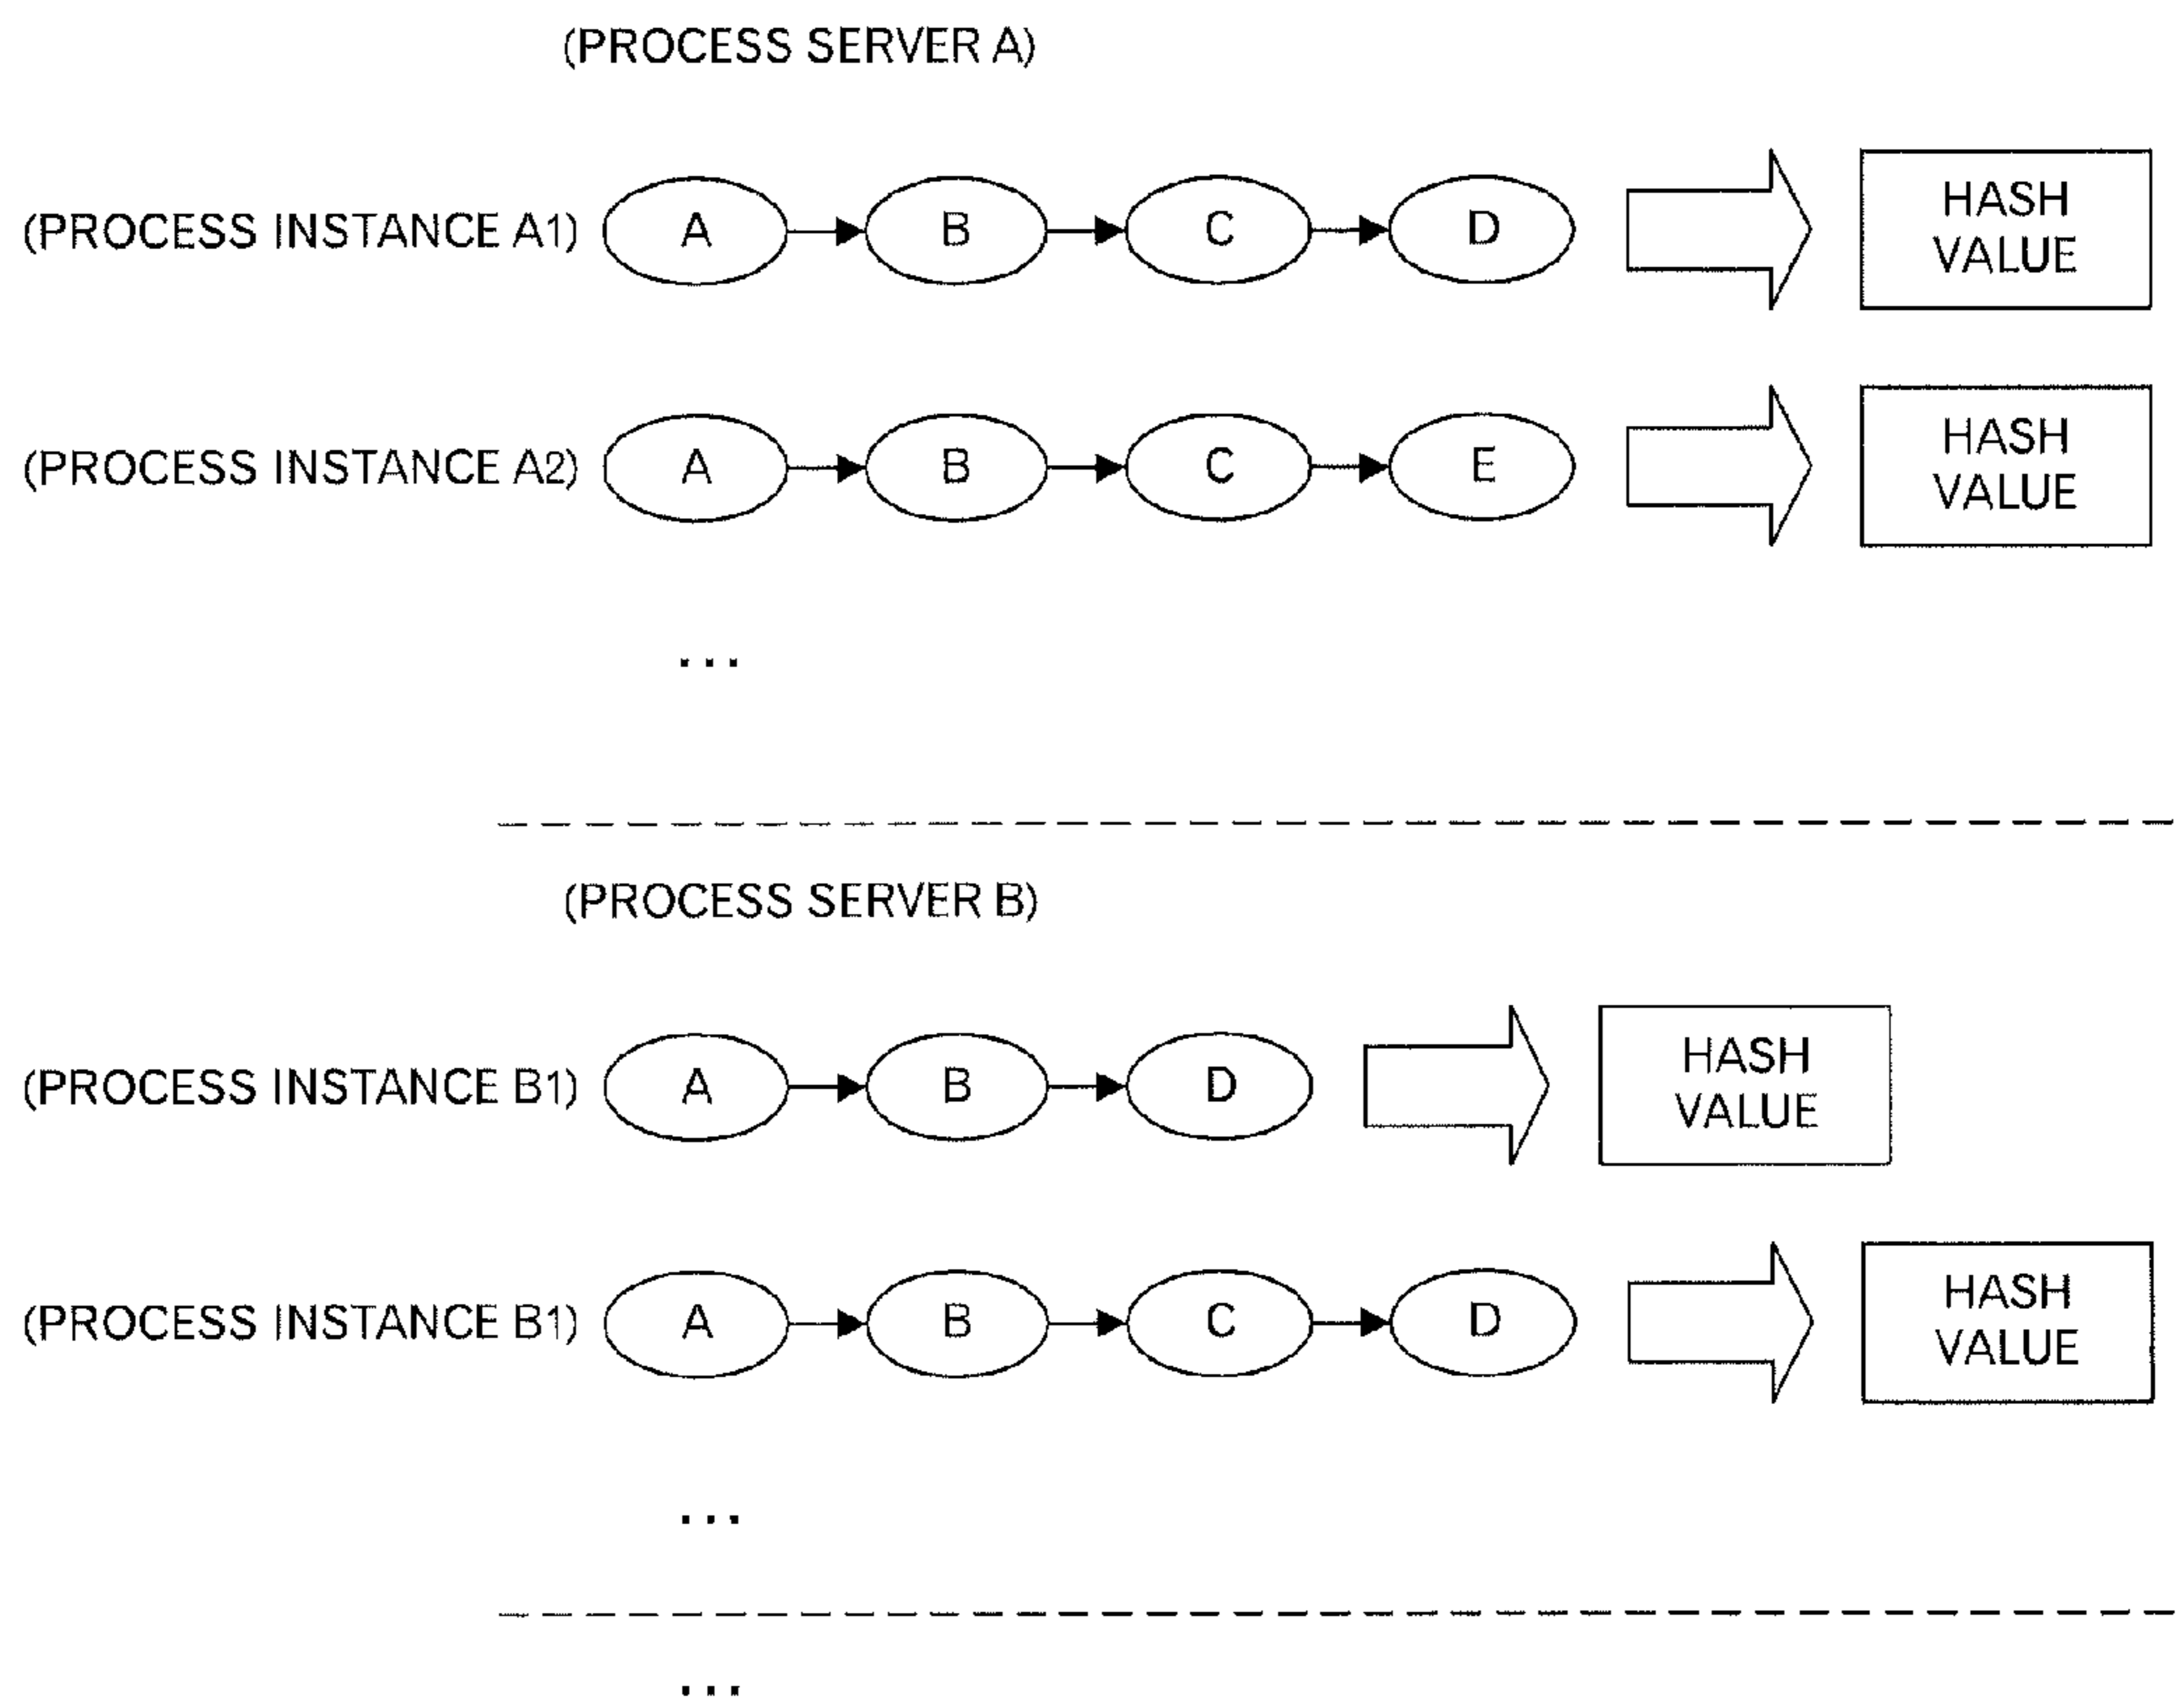 (PROCESS SERVER A)
(PROCESS INSTANCE A1) A B C D HASH
VALUE
(PROCESS INSTANCE A2) A B C E HASH
VALUE
...
(PROCESS SERVER B)
(PROCESS INSTANCE B1) A B D HASH
VALUE
(PROCESS INSTANCE B1) A B C D HASH
VALUE
...
...